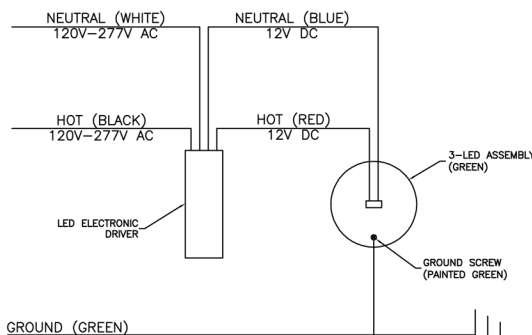 NEUTRAL (WHITE)
120V-277V AC
NEUTRAL (BLUE)
12V DC
HOT (BLACK)
120V-277V AC
HOT (RED)
12V DC
3-LED ASSEMBLY
(GREEN)
LED ELECTRONIC
DRIVER
GROUND SCREW
(PAINTED GREEN)
GROUND (GREEN)